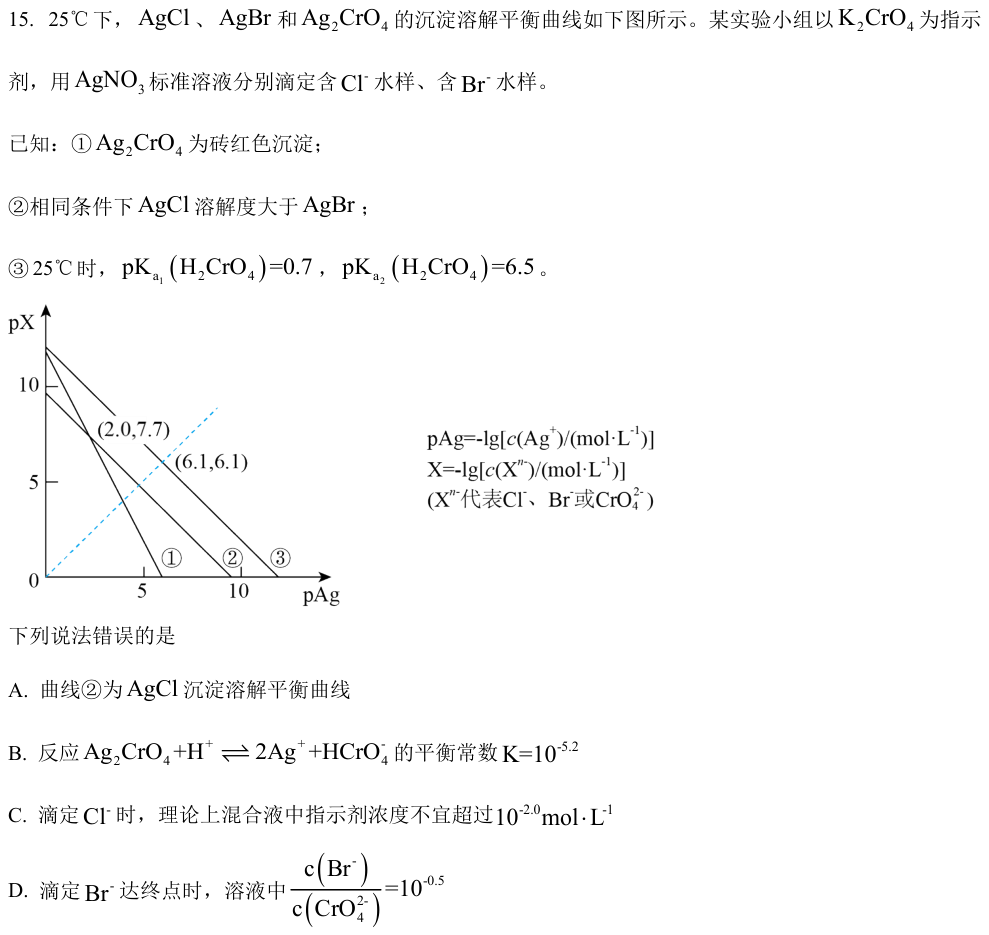 15. 25℃下，AgCl、AgBr和Ag₂CrO₄的沉淀溶解平衡曲线如下图所示。某实验小组以K₂CrO₄为指示
剂，用AgNO₃标准溶液分别滴定含Cl⁻水样、含Br⁻水样。
已知：①Ag₂CrO₄为砖红色沉淀；
②相同条件下AgCl溶解度大于AgBr；
③25℃时，pKₐ₁(H₂CrO₄)=0.7，pKₐ₂(H₂CrO₄)=6.5。
pX
10
(2.0,7.7)
(6.1,6.1)
5
① ② ③
0
5 10 pAg
pAg=-lg[c(Ag⁺)/(mol·L⁻¹)]
X=-lg[c(Xⁿ⁻)/(mol·L⁻¹)]
(Xⁿ⁻代表Cl⁻、Br⁻或CrO₄²⁻)
下列说法错误的是
A. 曲线②为AgCl沉淀溶解平衡曲线
B. 反应Ag₂CrO₄+H⁺⇌2Ag⁺+HCrO₄⁻的平衡常数K=10⁻⁵·²
C. 滴定Cl⁻时，理论上混合液中指示剂浓度不宜超过10⁻²·⁰mol·L⁻¹
D. 滴定Br⁻达终点时，溶液中c(Br⁻)/c(CrO₄²⁻)=10⁻⁰·⁵